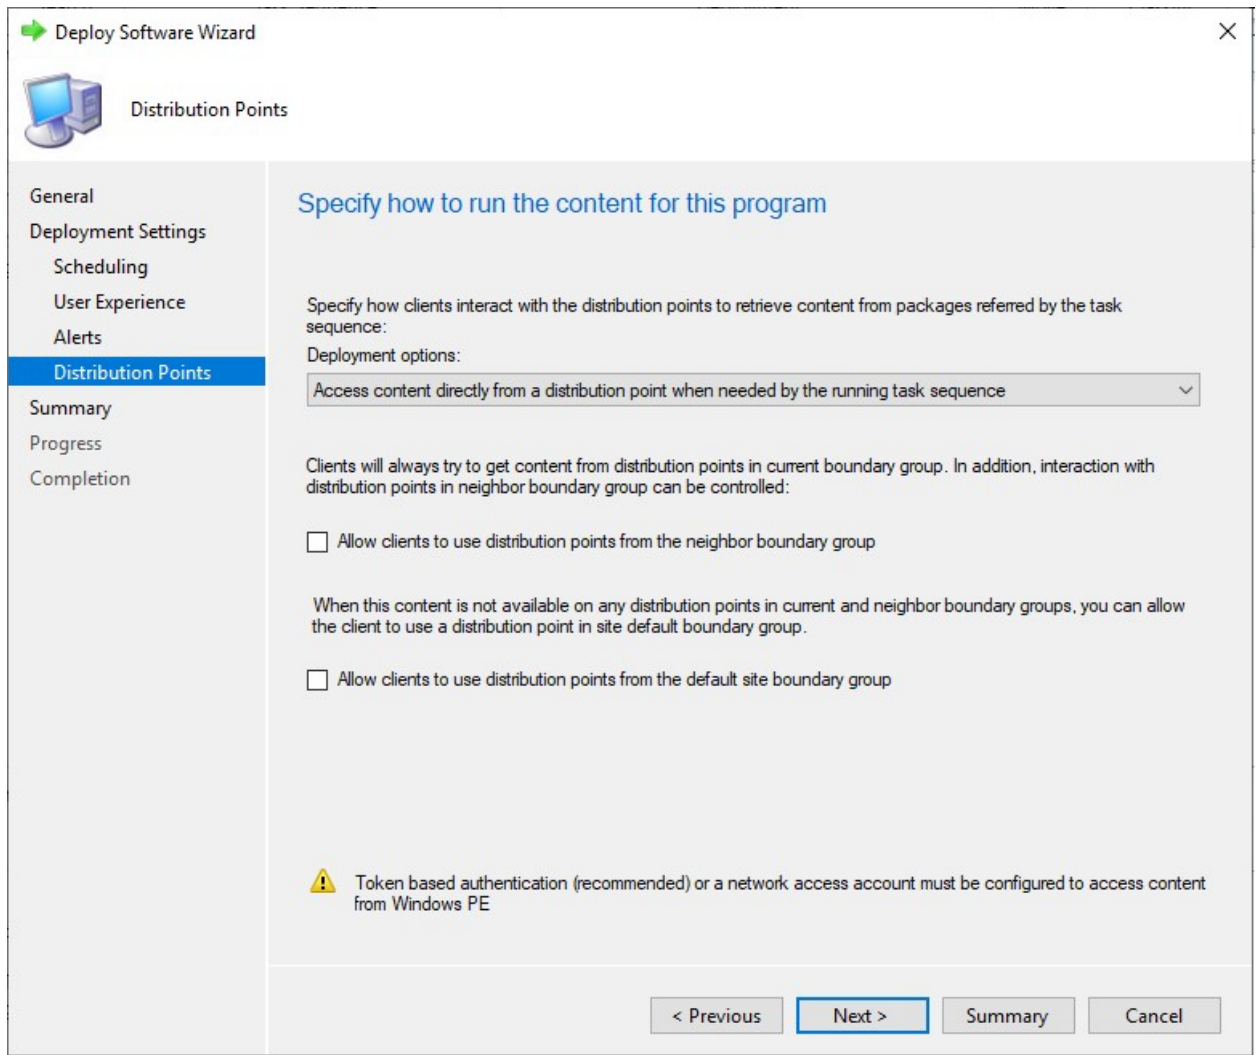 Deploy Software Wizard
Distribution Points
General
Deployment Settings
Scheduling
User Experience
Alerts
Distribution Points
Summary
Progress
Completion
Specify how to run the content for this program
Specify how clients interact with the distribution points to retrieve content from packages referred by the task
sequence:
Deployment options:
Access content directly from a distribution point when needed by the running task sequence
Clients will always try to get content from distribution points in current boundary group. In addition, interaction with
distribution points in neighbor boundary group can be controlled:
Allow clients to use distribution points from the neighbor boundary group
When this content is not available on any distribution points in current and neighbor boundary groups, you can allow
the client to use a distribution point in site default boundary group.
Allow clients to use distribution points from the default site boundary group
Token based authentication (recommended) or a network access account must be configured to access content
from Windows PE
< Previous
Next >
Summary
Cancel